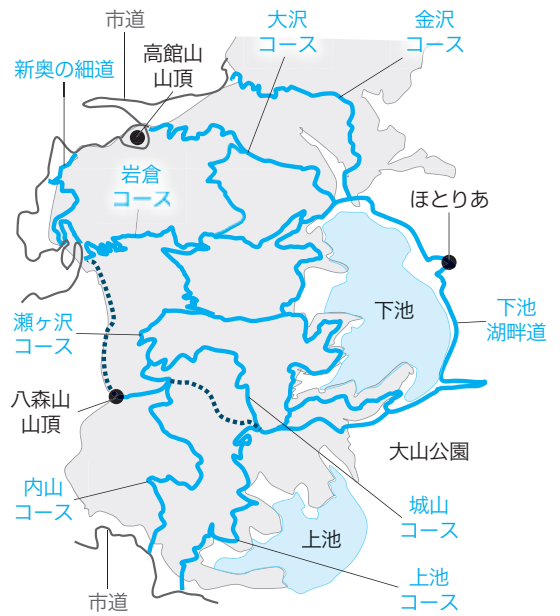 市道
大沢
コース
金沢
コース
高館山
山頂
新奥の細道
岩倉
コース
ほとりあ
下池
下池
湖畔道
瀬ヶ沢
コース
八森山
山頂
大山公園
内山
コース
城山
コース
上池
上池
コース
市道